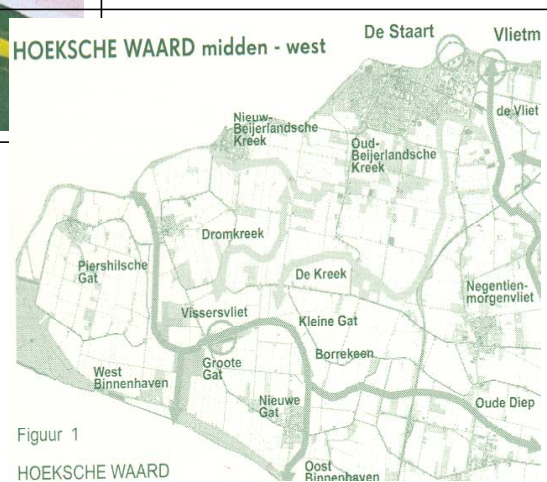 HOEKSCHE WAARD midden - west
De Staart
Vlietm
de Vliet
Nieuw-
Beijerlandsche
Kreek
Oud-
Beijerlandsche
Kreek
Dromkreek
Piershilsche
Gat
De Kreek
Negentien-
morgenvliet
Vissersvliet
Kleine Gat
Borrekeen
Groote
Gat
West
Binnenhaven
Nieuwe
Gat
Oude Diep
Figuur 1
HOEKSCHE WAARD
Oost
Binnenhaven